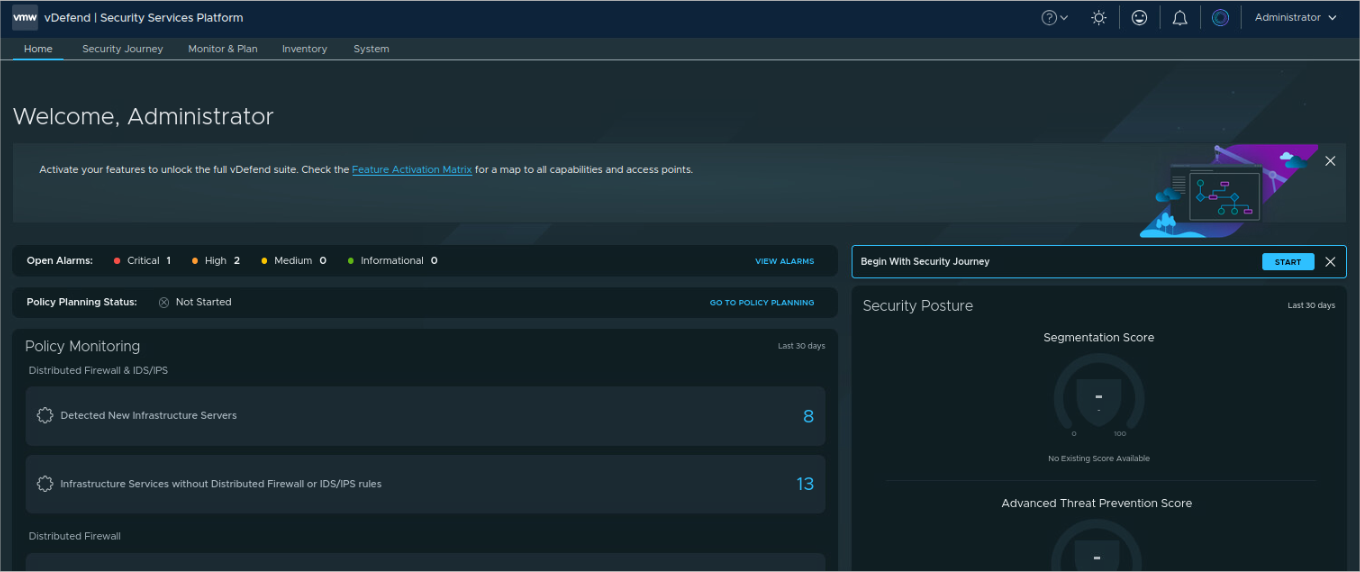 vmw vDefend | Security Services Platform
? Administrator
Home Security Journey Monitor & Plan Inventory System
Welcome, Administrator
Activate your features to unlock the full vDefend suite. Check the Feature Activation Matrix for a map to all capabilities and access points.
Open Alarms: Critical 1 High 2 Medium 0 Informational 0 VIEW ALARMS
Begin With Security Journey START
Policy Planning Status: Not Started GO TO POLICY PLANNING
Policy Monitoring Last 30 days
Distributed Firewall & IDS/IPS
Detected New Infrastructure Servers 8
Infrastructure Services without Distributed Firewall or IDS/IPS rules 13
Distributed Firewall
Security Posture Last 30 days
Segmentation Score
-
-
0 100
No Existing Score Available
Advanced Threat Prevention Score
-